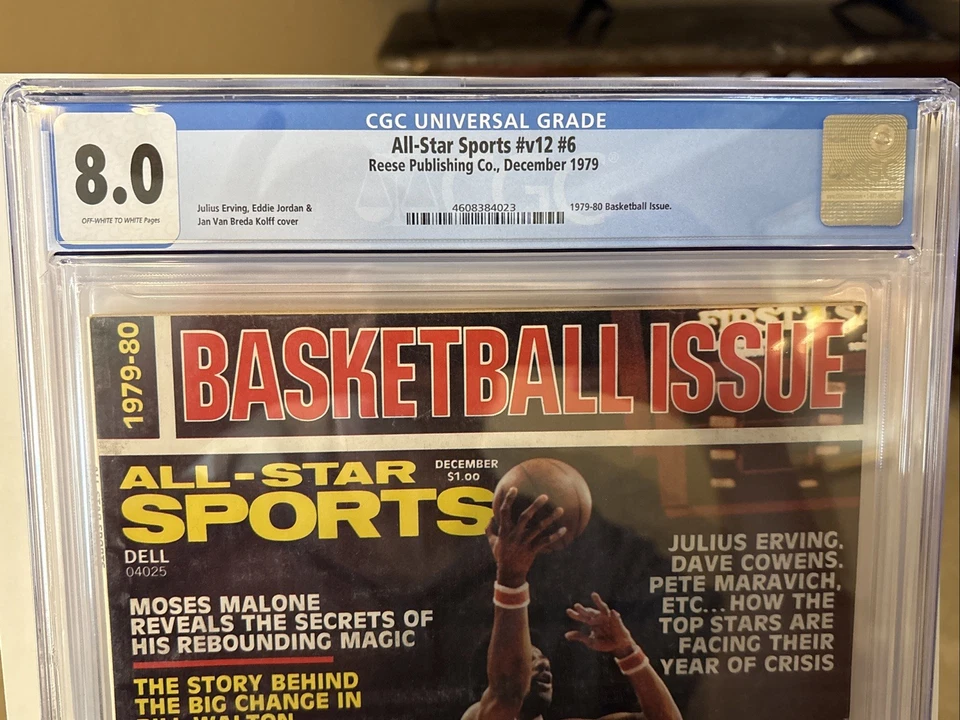 CGC UNIVERSAL GRADE
All-Star Sports #v12 #6
Reese Publishing Co., December 1979
8.0
OFF-WHITE TO WHITE Pages
Julius Erving, Eddie Jordan &
Jan Van Breda Kolff cover
4608384023
1979-80 Basketball Issue.
CGC
1979-80
BASKETBALL ISSUE
ALL-STAR
SPORTS
DECEMBER
$1.00
DELL
04025
MOSES MALONE
REVEALS THE SECRETS OF
HIS REBOUNDING MAGIC
THE STORY BEHIND
THE BIG CHANGE IN
BILL WALTON
JULIUS ERVING,
DAVE COWENS,
PETE MARAVICH,
ETC...HOW THE
TOP STARS ARE
FACING THEIR
YEAR OF CRISIS